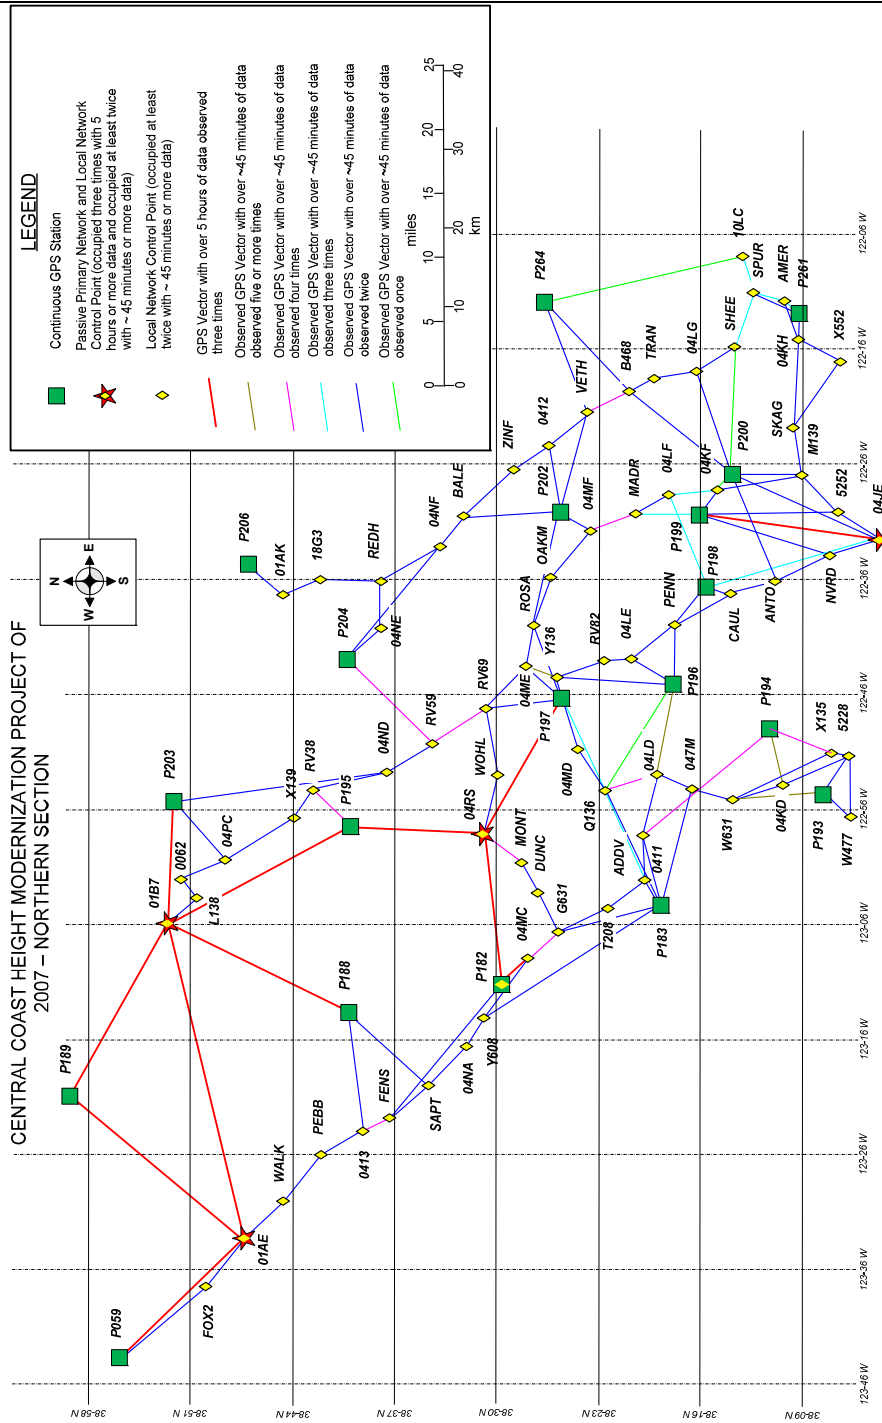 CENTRAL COAST HEIGHT MODERNIZATION PROJECT OF
2007 – NORTHERN SECTION
LEGEND
Continuous GPS Station
Passive Primary Network and Local Network
Control Point (occupied three times with 5
hours or more data and occupied at least twice
with ~ 45 minutes or more data)
Local Network Control Point (occupied at least
twice with ~ 45 minutes or more data)
GPS Vector with over 5 hours of data observed
three times
Observed GPS Vector with over ~45 minutes of data
observed five or more times
Observed GPS Vector with over ~45 minutes of data
observed four times
Observed GPS Vector with over ~45 minutes of data
observed three times
Observed GPS Vector with over ~45 minutes of data
observed twice
Observed GPS Vector with over ~45 minutes of data
observed once
0 5 10 15 20 25
miles
0 10 20 30 40
km
N
W E
S
P059
FOX2
01AE
WALK
PEBB
0413
FENS
SAPT
04NA
Y608
P189
P188
01B7
L138
0062
04PC
P203
X139
RV38
P195
04ND
RV59
RV69
WOHL
04RS
MONT
DUNC
04MC
G631
P182
T208
P183
ADDV
0411
Q136
04MD
P197
04ME
Y136
ROSA
OAKM
P206
01AK
18G3
REDH
P204
04NE
04NF
BALE
ZINF
0412
P202
04MF
VETH
P264
B468
TRAN
04LG
MADR
04LF
04KF
P199
P198
P200
PENN
RV82
04LE
P196
04LD
047M
W631
04KD
P193
W477
P194
X135
5228
CAUL
ANTO
NVRD
04JE
5252
M139
SKAG
SHEE
10LC
SPUR
AMER
P261
04KH
X552
38-58 N
38-51 N
38-44 N
38-37 N
38-30 N
38-23 N
38-16 N
38-09 N
123-46 W
123-36 W
123-26 W
123-16 W
123-06 W
122-56 W
122-46 W
122-36 W
122-26 W
122-16 W
122-06 W